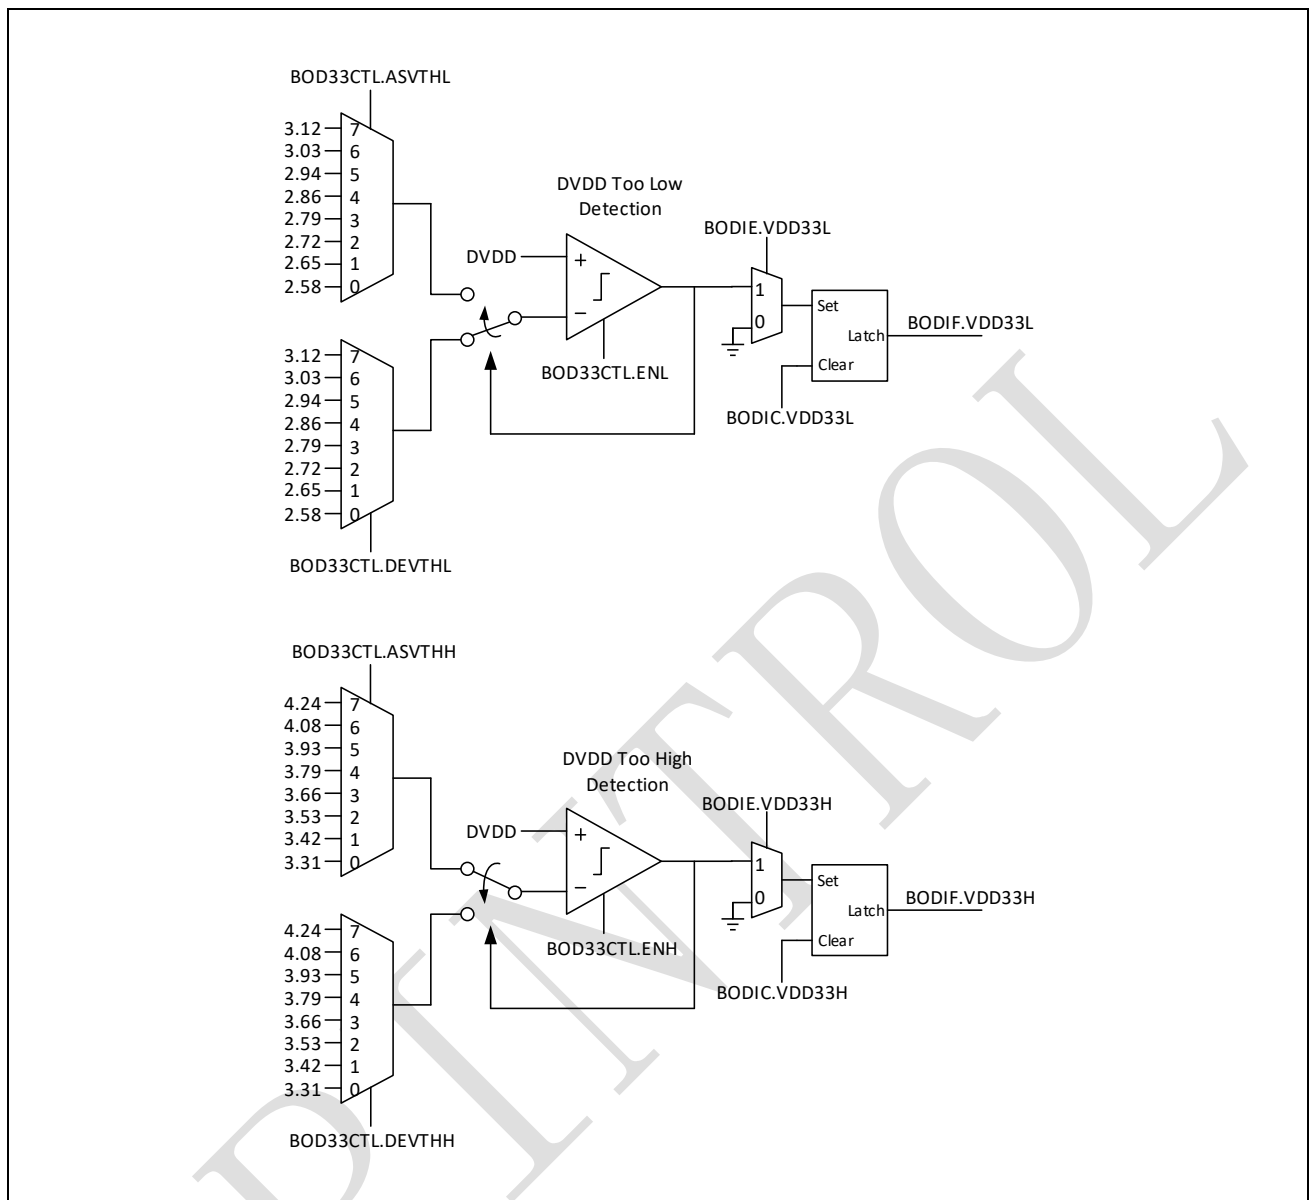 BOD33CTL.ASVTHL
3.12 7
3.03 6
2.94 5
2.86 4
2.79 3
2.72 2
2.65 1
2.58 0
DVDD Too Low
Detection
DVDD
+
−
BOD33CTL.ENL
BODIE.VDD33L
1
0
Set
Latch
Clear
BODIF.VDD33L
BODIC.VDD33L
3.12 7
3.03 6
2.94 5
2.86 4
2.79 3
2.72 2
2.65 1
2.58 0
BOD33CTL.DEVTHL
BOD33CTL.ASVTHH
4.24 7
4.08 6
3.93 5
3.79 4
3.66 3
3.53 2
3.42 1
3.31 0
DVDD Too High
Detection
DVDD
+
−
BOD33CTL.ENH
BODIE.VDD33H
1
0
Set
Latch
Clear
BODIF.VDD33H
BODIC.VDD33H
4.24 7
4.08 6
3.93 5
3.79 4
3.66 3
3.53 2
3.42 1
3.31 0
BOD33CTL.DEVTHH
PINTROL